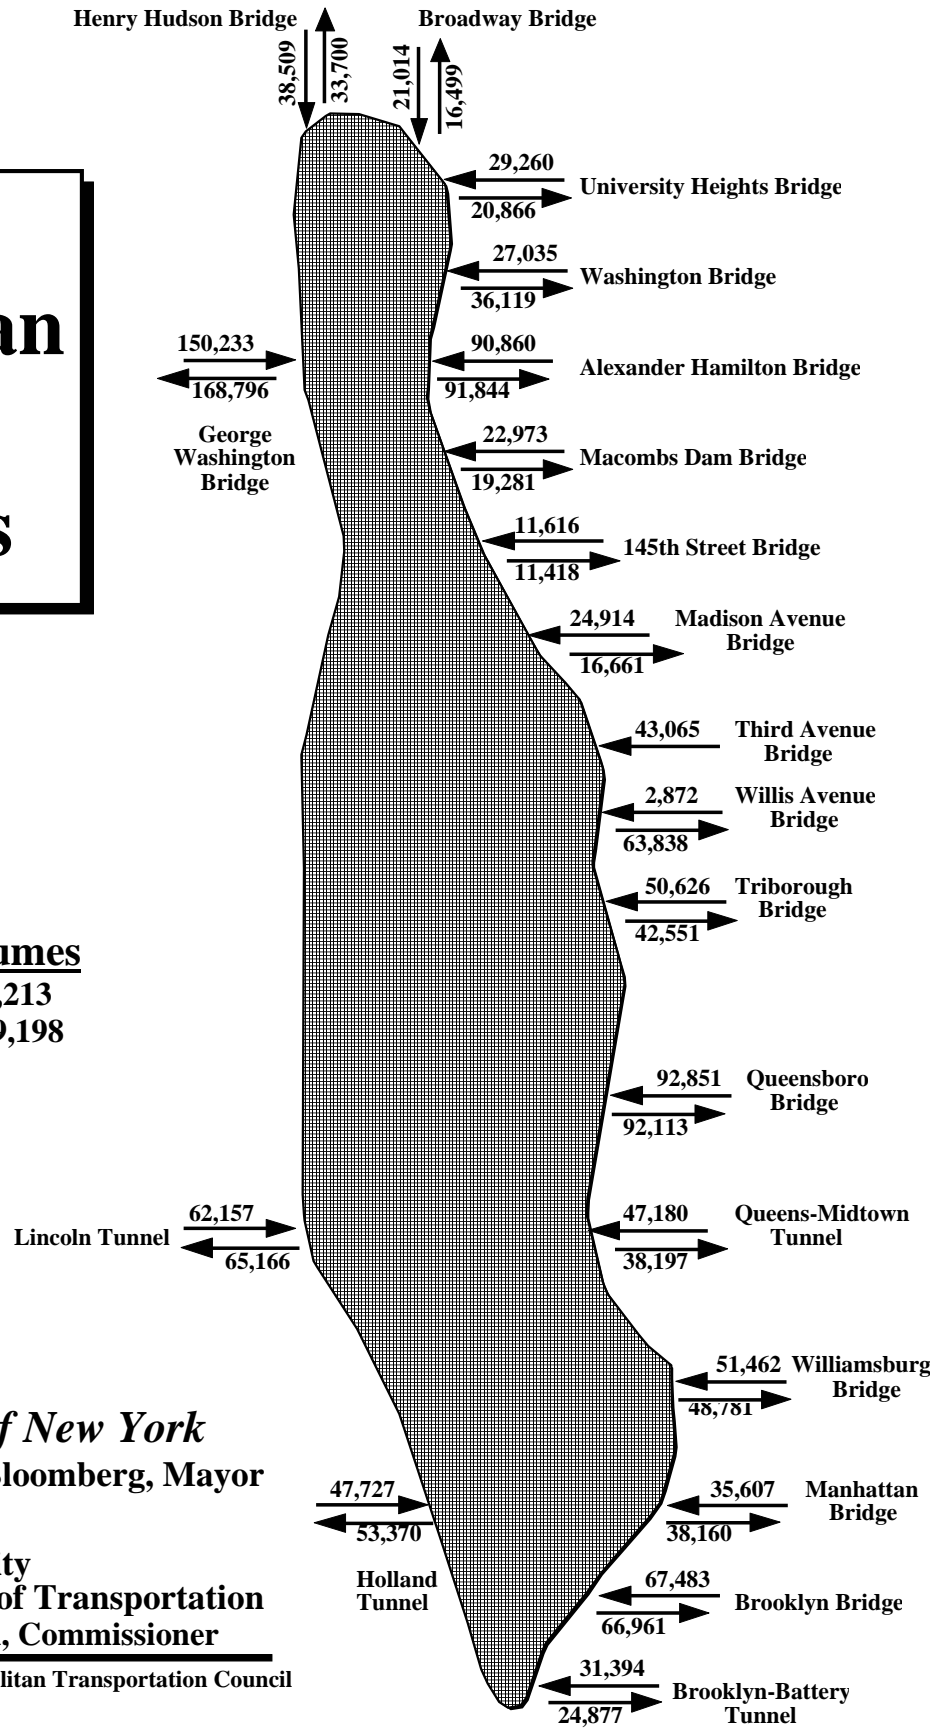 Henry Hudson Bridge
Broadway Bridge
38,509
33,700
21,014
16,499
29,260
University Heights Bridge
20,866
27,035
Washington Bridge
36,119
an
150,233
168,796
George
Washington
Bridge
90,860
Alexander Hamilton Bridge
91,844
22,973
Macombs Dam Bridge
19,281
s
11,616
145th Street Bridge
11,418
24,914
Madison Avenue
Bridge
16,661
43,065
Third Avenue
Bridge
2,872
Willis Avenue
Bridge
63,838
50,626
Triborough
Bridge
42,551
umes
,213
9,198
92,851
Queensboro
Bridge
92,113
62,157
Lincoln Tunnel
65,166
47,180
Queens-Midtown
Tunnel
38,197
51,462
Williamsburg
Bridge
48,781
f New York
Bloomberg, Mayor
47,727
53,370
Holland
Tunnel
35,607
Manhattan
Bridge
38,160
ity
of Transportation
, Commissioner
litan Transportation Council
67,483
Brooklyn Bridge
66,961
31,394
Brooklyn-Battery
Tunnel
24,877